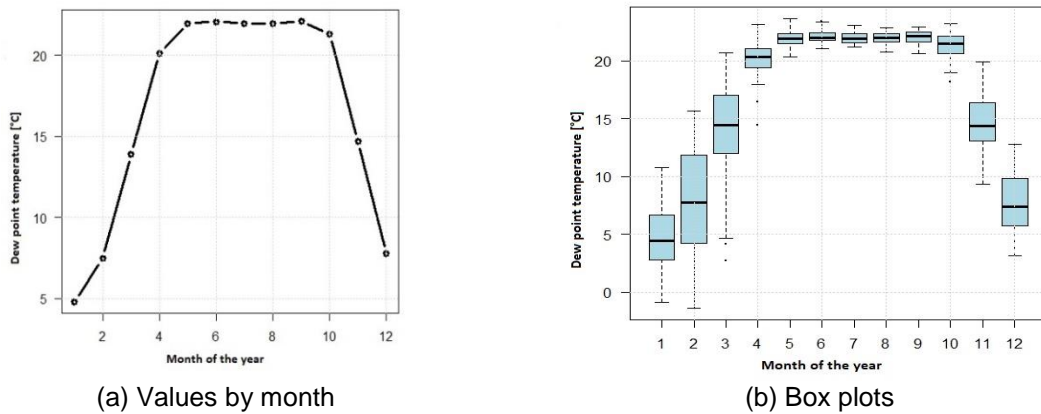 20
15
10
5
Dew point temperature [°C]
2 4 6 8 10 12
Month of the year
(a) Values by month
20
15
10
5
0
Dew point temperature [°C]
1 2 3 4 5 6 7 8 9 10 11 12
Month of the year
(b) Box plots